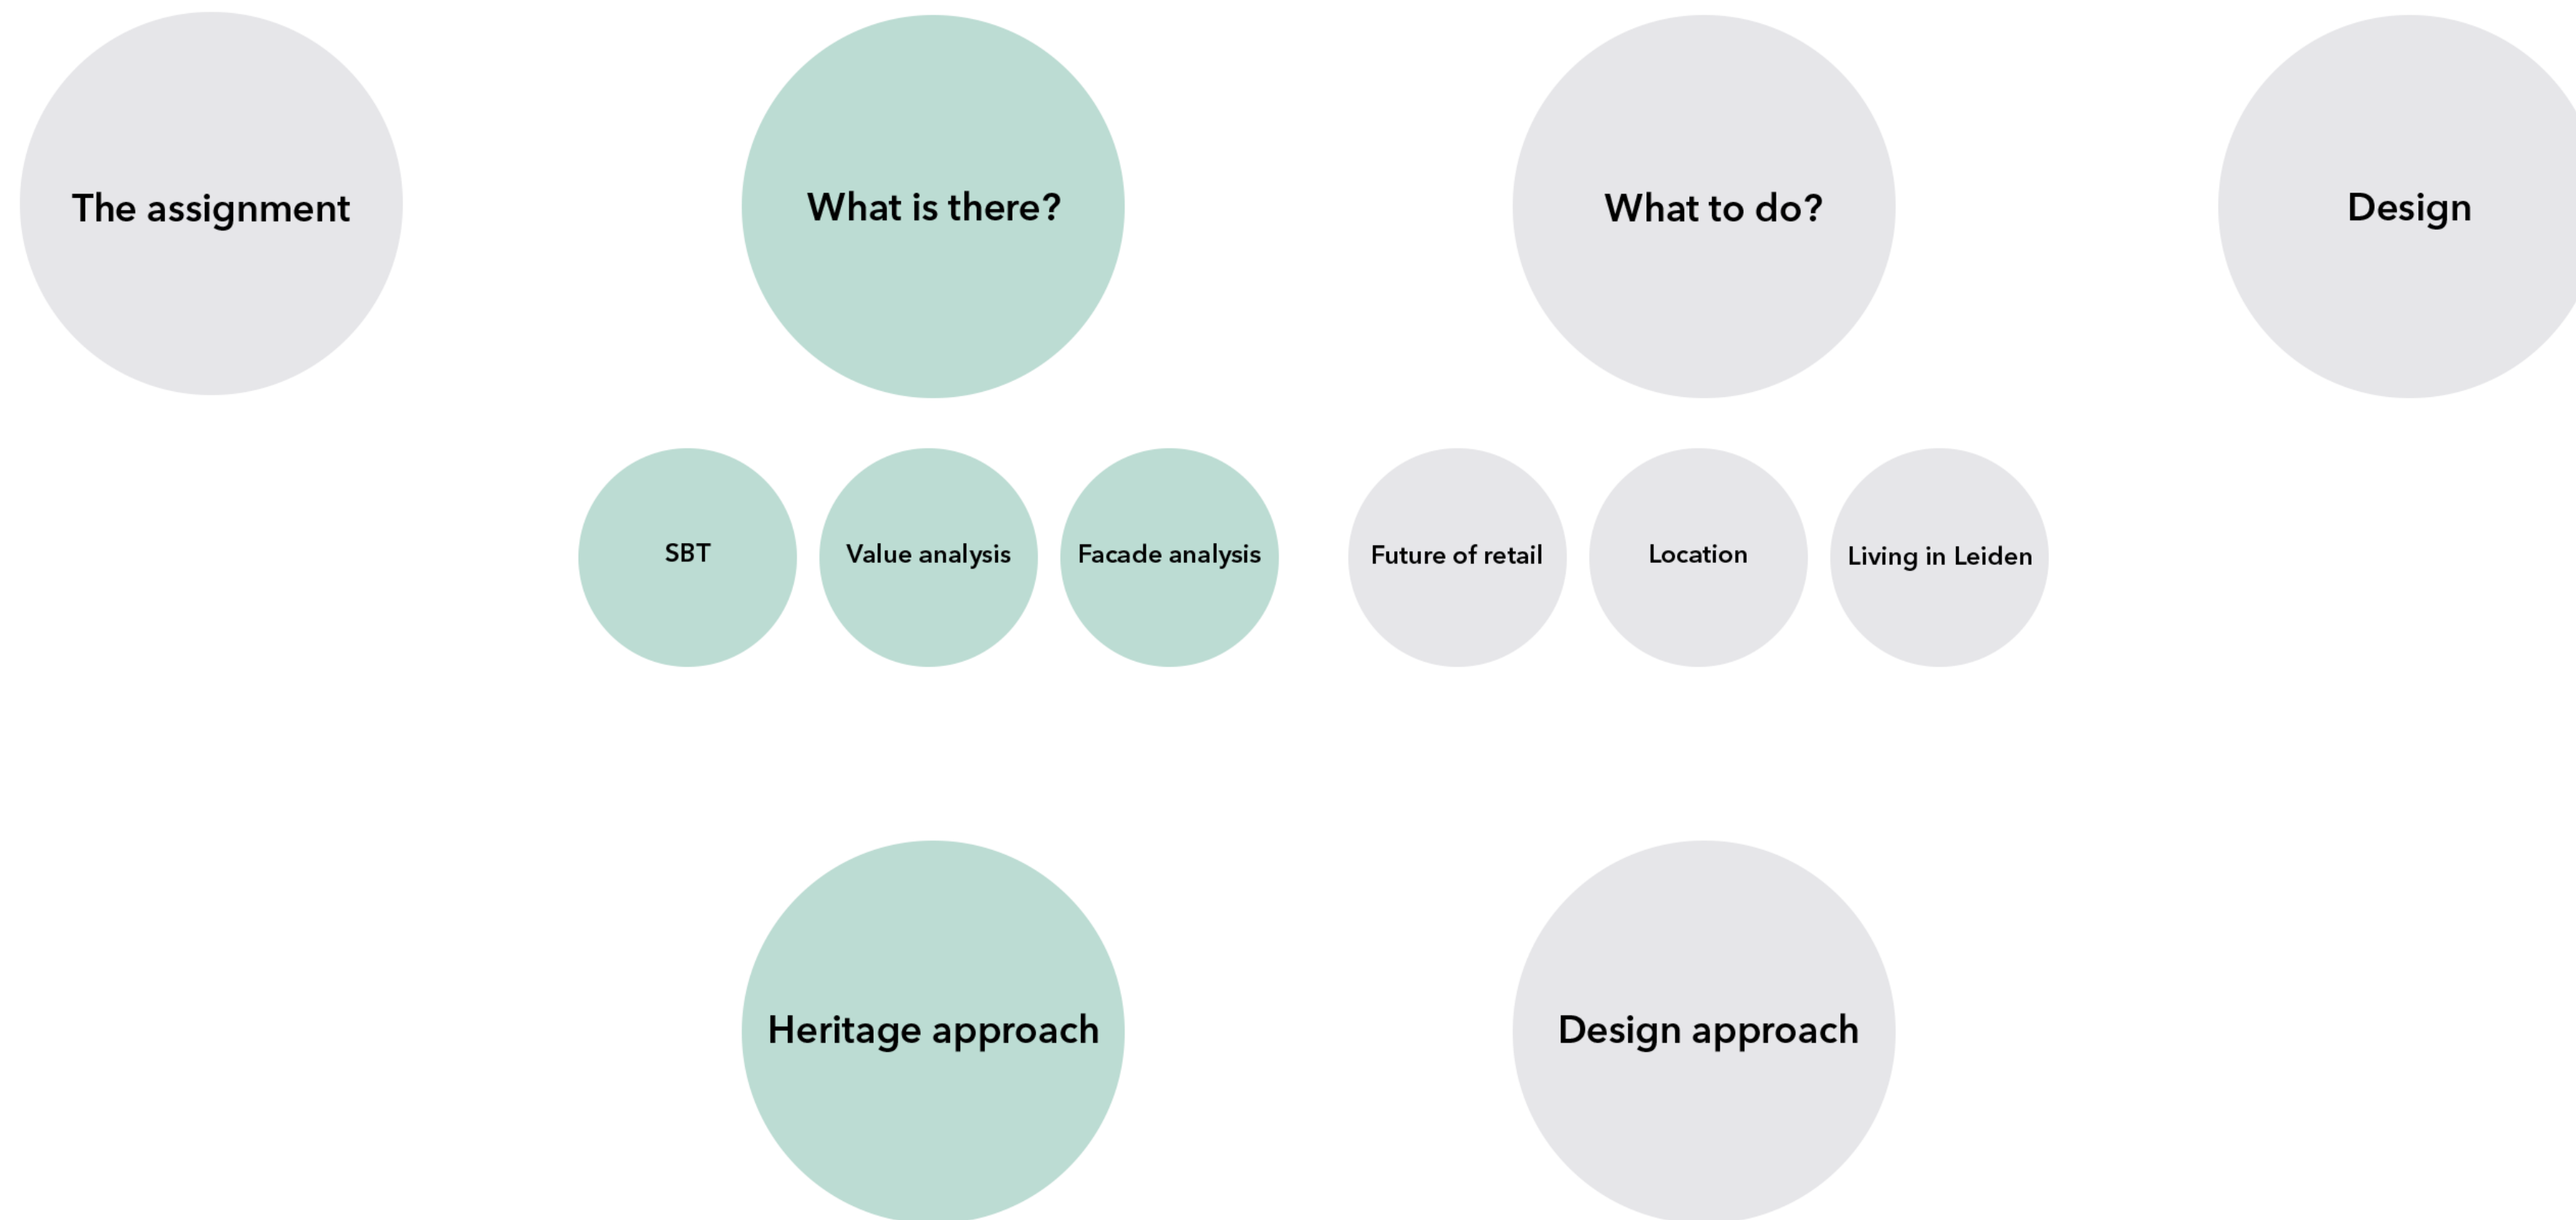 The assignment
What is there?
What to do?
Design
SBT
Value analysis
Facade analysis
Future of retail
Location
Living in Leiden
Heritage approach
Design approach